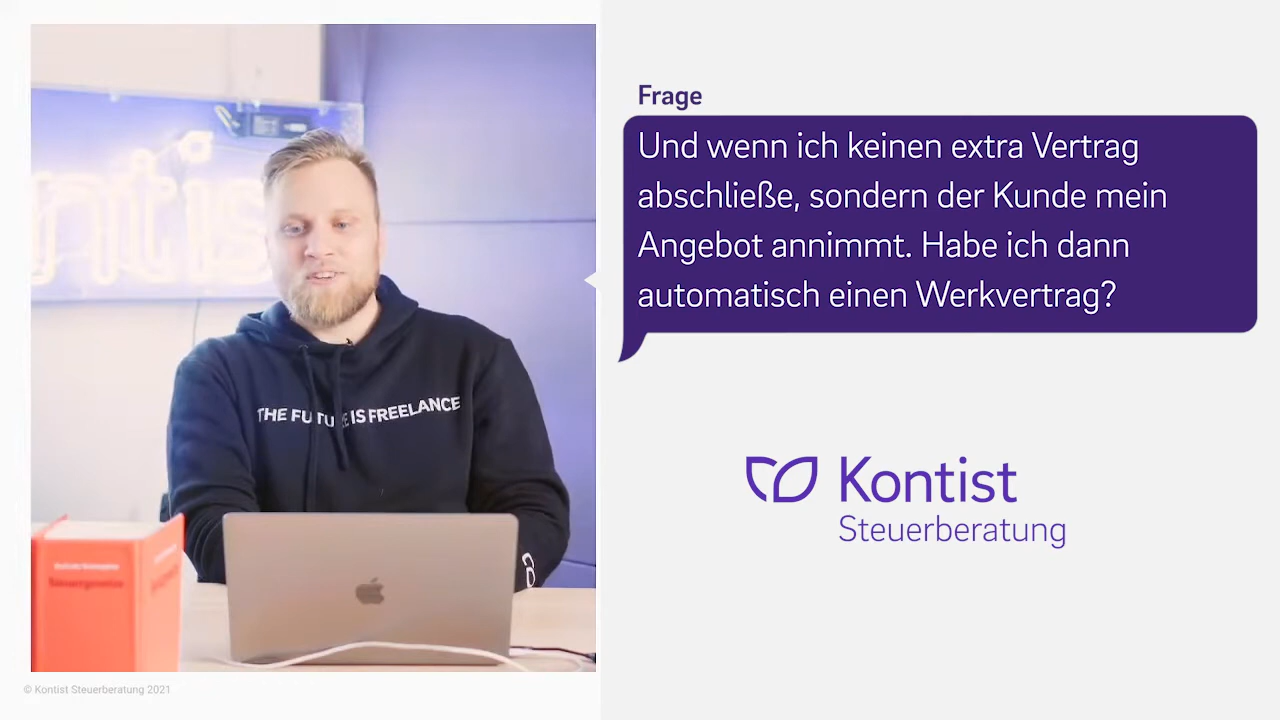 Frage
Und wenn ich keinen extra Vertrag
abschließe, sondern der Kunde mein
Angebot annimmt. Habe ich dann
automatisch einen Werkvertrag?
THE FUTURE IS FREELANCE
Kontist
Steuerberatung
© Kontist Steuerberatung 2021